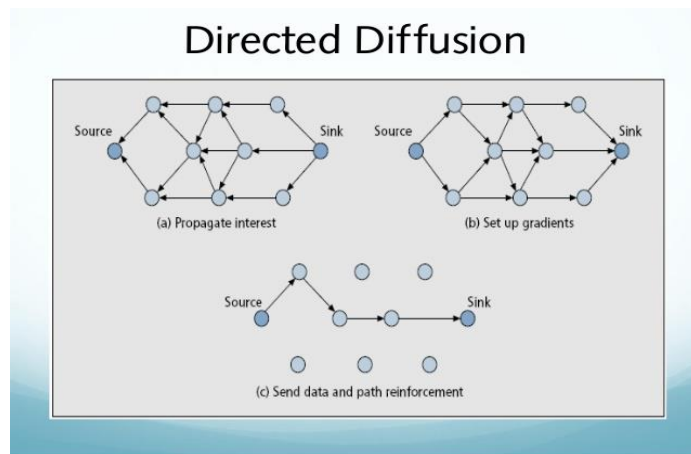 Directed Diffusion
Source
Sink
(a) Propagate interest
Source
Sink
(b) Set up gradients
Source
Sink
(c) Send data and path reinforcement